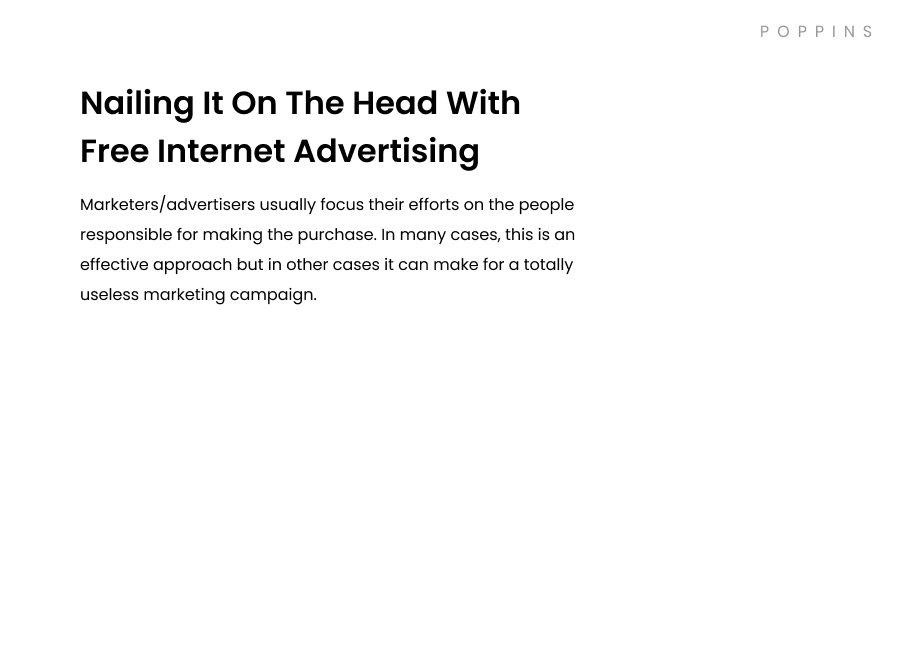 POPPINS
Nailing It On The Head With
Free Internet Advertising
Marketers/advertisers usually focus their efforts on the people
responsible for making the purchase. In many cases, this is an
effective approach but in other cases it can make for a totally
useless marketing campaign.